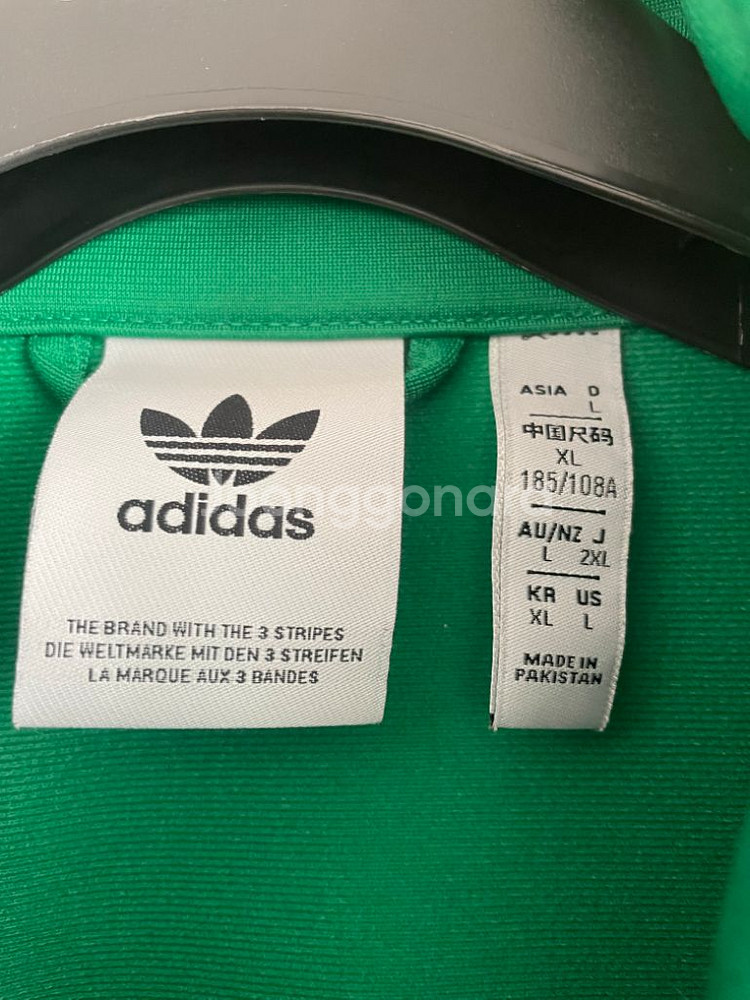 adidas
THE BRAND WITH THE 3 STRIPES
DIE WELTMARKE MIT DEN 3 STREIFEN
LA MARQUE AUX 3 BANDES
ASIA D
L
中国尺码
XL
185/108A
AU/NZ J
L 2XL
KR US
XL L
MADE IN
PAKISTAN